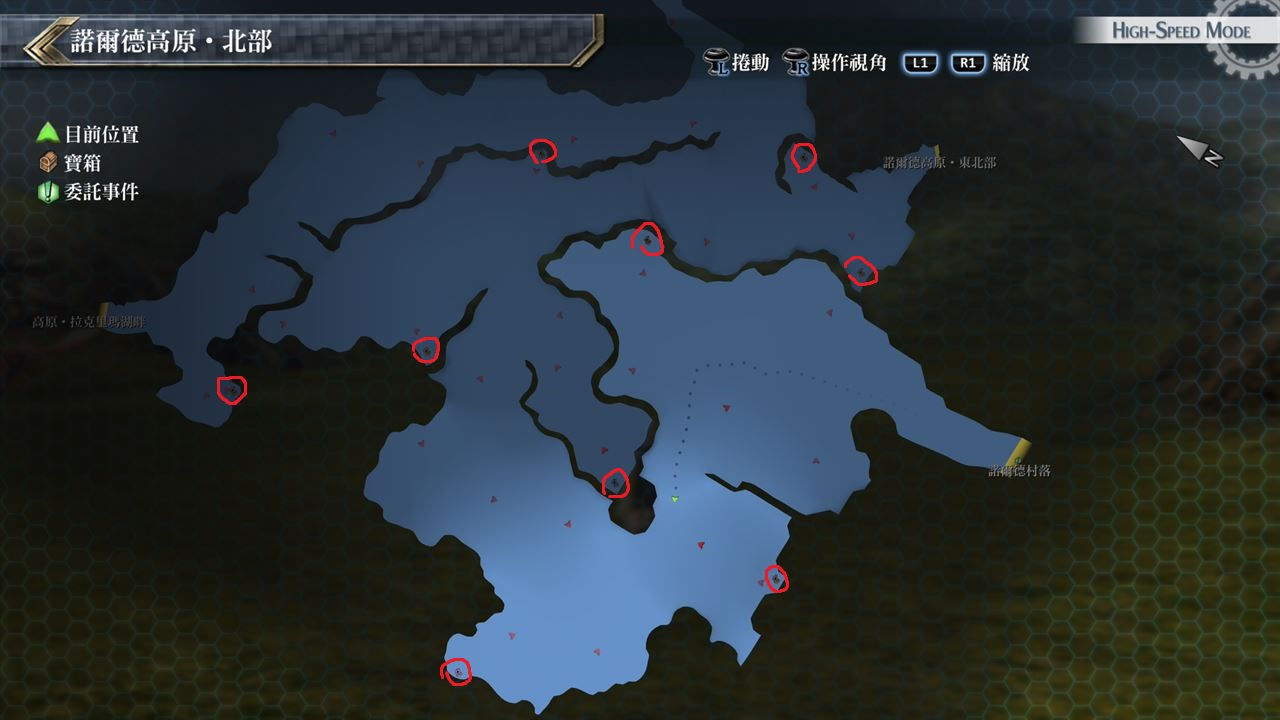 諾爾德高原・北部
HIGH-SPEED MODE
L捲動 R操作視角 L1 R1 縮放
目前位置
寶箱
委託事件
諾爾德高原・東北部
高原・拉克里瑪湖畔
諾爾德村落
N